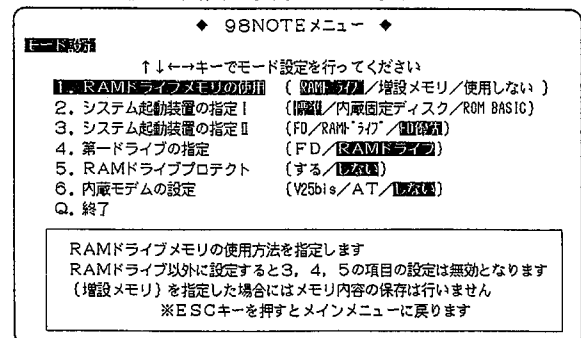 ◆ 98NOTEメニュー ◆
モード設定
↑↓←→キーでモード設定を行ってください
1. RAMドライブメモリの使用 ( RAMドライブ/増設メモリ/使用しない )
2. システム起動装置の指定Ⅰ (標準/内蔵固定ディスク/ROM BASIC)
3. システム起動装置の指定Ⅱ (FD/RAMドライブ/自動検索)
4. 第一ドライブの指定 (FD/RAMドライブ)
5. RAMドライブプロテクト (する/しない)
6. 内蔵モデムの設定 (V25bis/AT/しない)
Q. 終了
RAMドライブメモリの使用方法を指定します
RAMドライブ以外に設定すると3, 4, 5の項目の設定は無効となります
(増設メモリ) を指定した場合にはメモリ内容の保存は行いません
※ESCキーを押すとメインメニューに戻ります